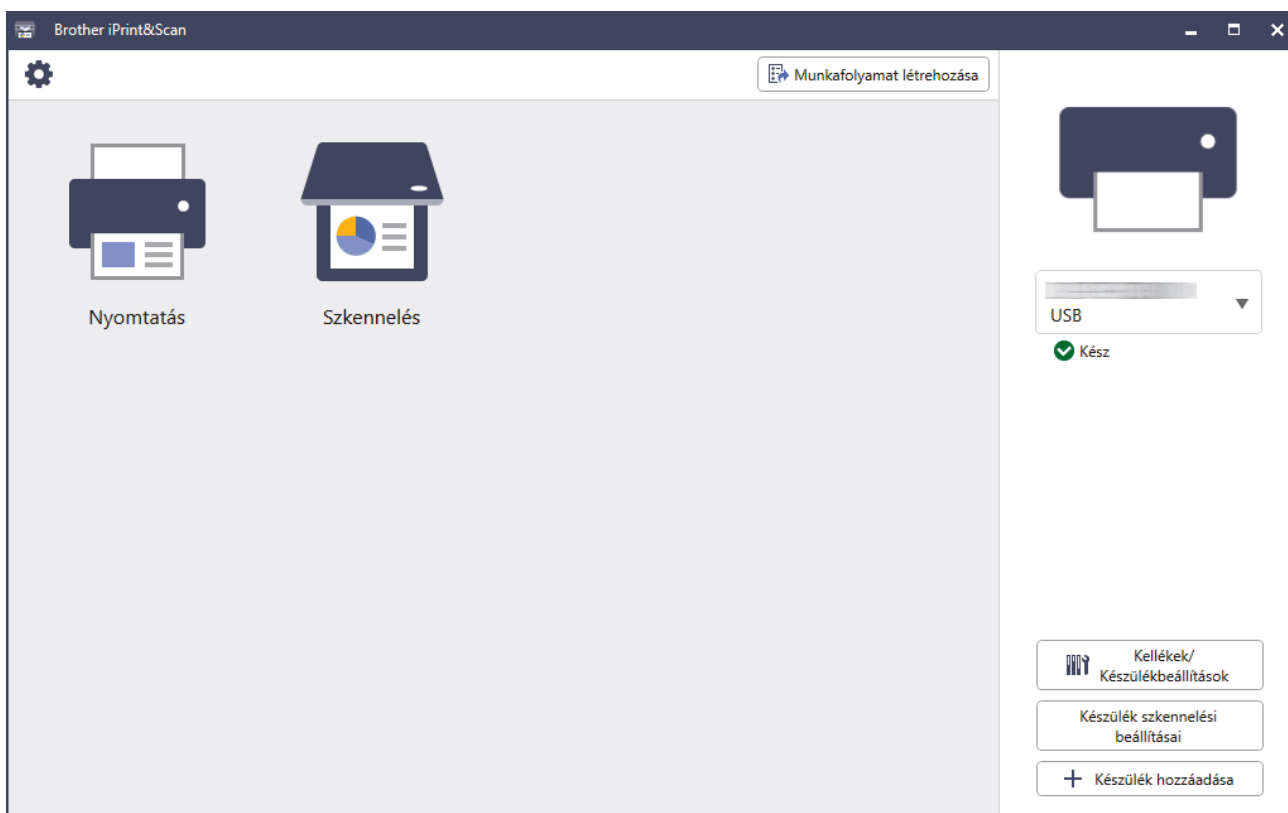 Brother iPrint&Scan
Munkafolyamat létrehozása
Nyomtatás
Szkennelés
USB
Kész
Kellékek/
Készülékbeállítások
Készülék szkennelési
beállításai
Készülék hozzáadása